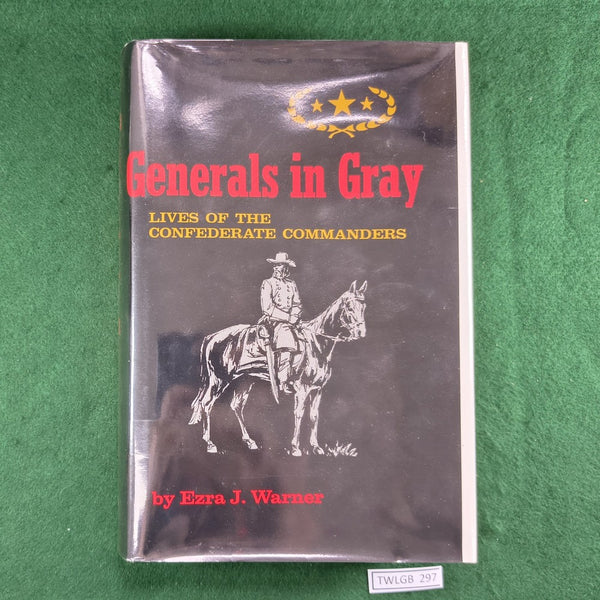 Generals in Gray
LIVES OF THE
CONFEDERATE COMMANDERS
by Ezra J. Warner
TWLGB 297